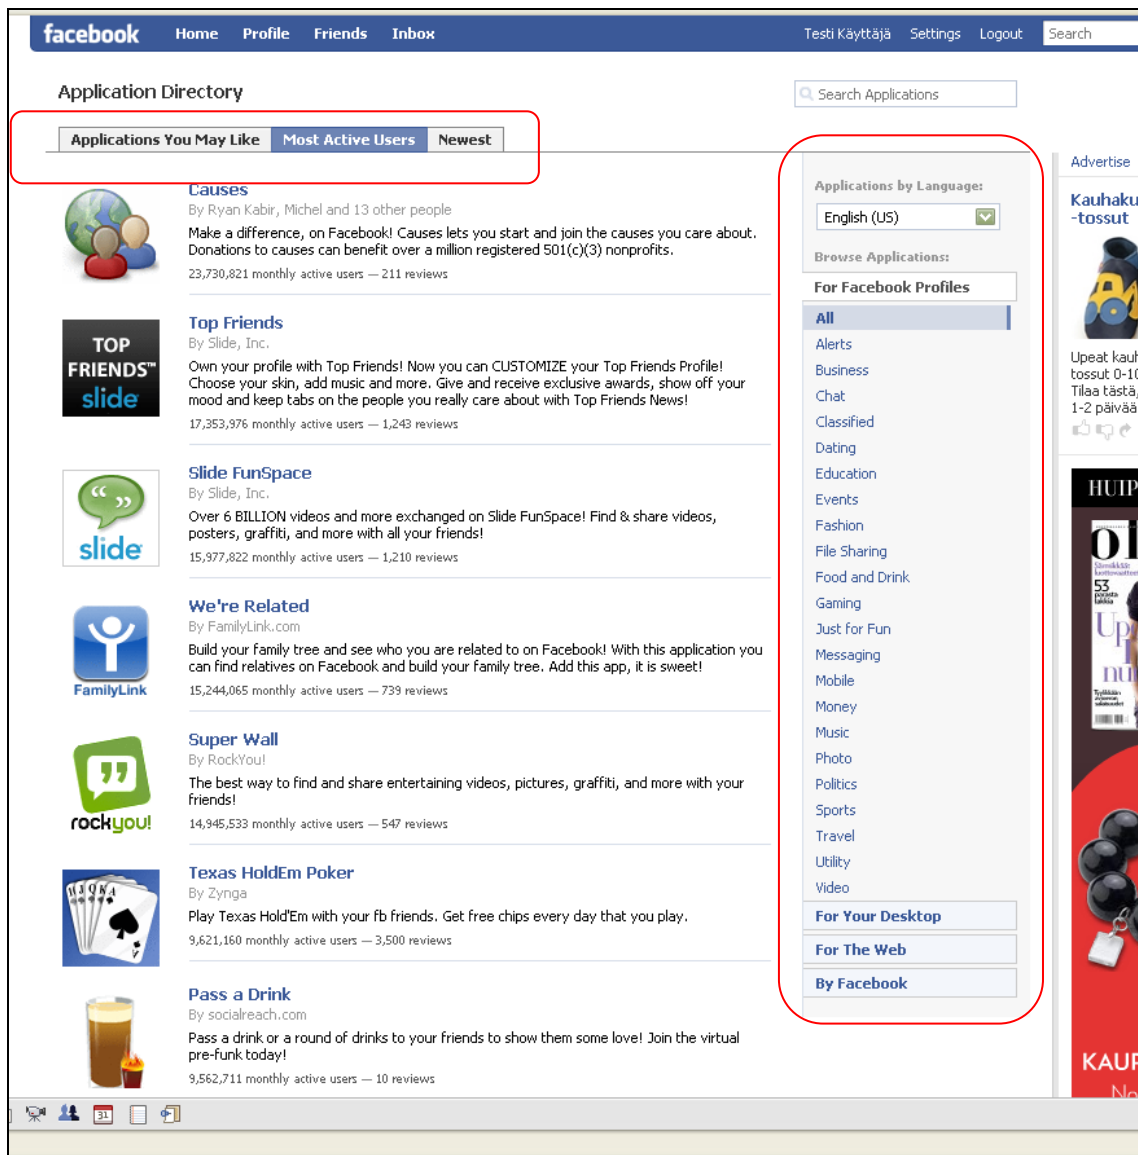 facebook Home Profile Friends Inbox Testi Käyttäjä Settings Logout Search
Application Directory
Search Applications
Applications You May Like Most Active Users Newest
Causes
By Ryan Kabir, Michel and 13 other people
Make a difference, on Facebook! Causes lets you start and join the causes you care about.
Donations to causes can benefit over a million registered 501(c)(3) nonprofits.
23,730,821 monthly active users — 211 reviews
TOP
FRIENDS™
slide
Top Friends
By Slide, Inc.
Own your profile with Top Friends! Now you can CUSTOMIZE your Top Friends Profile!
Choose your skin, add music and more. Give and receive exclusive awards, show off your
mood and keep tabs on the people you really care about with Top Friends News!
17,353,976 monthly active users — 1,243 reviews
slide
Slide FunSpace
By Slide, Inc.
Over 6 BILLION videos and more exchanged on Slide FunSpace! Find & share videos,
posters, graffiti, and more with all your friends!
15,977,822 monthly active users — 1,210 reviews
FamilyLink
We're Related
By FamilyLink.com
Build your family tree and see who you are related to on Facebook! With this application you
can find relatives on Facebook and build your family tree. Add this app, it is sweet!
15,244,065 monthly active users — 739 reviews
rockyou!
Super Wall
By RockYou!
The best way to find and share entertaining videos, pictures, graffiti, and more with your
friends!
14,945,533 monthly active users — 547 reviews
Texas HoldEm Poker
By Zynga
Play Texas Hold'Em with your fb friends. Get free chips every day that you play.
9,621,160 monthly active users — 3,500 reviews
Pass a Drink
By socialreach.com
Pass a drink or a round of drinks to your friends to show them some love! Join the virtual
pre-funk today!
9,562,711 monthly active users — 10 reviews
31
Applications by Language:
English (US)
Browse Applications:
For Facebook Profiles
All
Alerts
Business
Chat
Classified
Dating
Education
Events
Fashion
File Sharing
Food and Drink
Gaming
Just for Fun
Messaging
Mobile
Money
Music
Photo
Politics
Sports
Travel
Utility
Video
For Your Desktop
For The Web
By Facebook
Advertise
Kauhaku
-tossut
Upeat kauh
tossut 0-10
Tilaa tästä,
1-2 päivää
HUIP
53
parasta
Up
KAUP
No